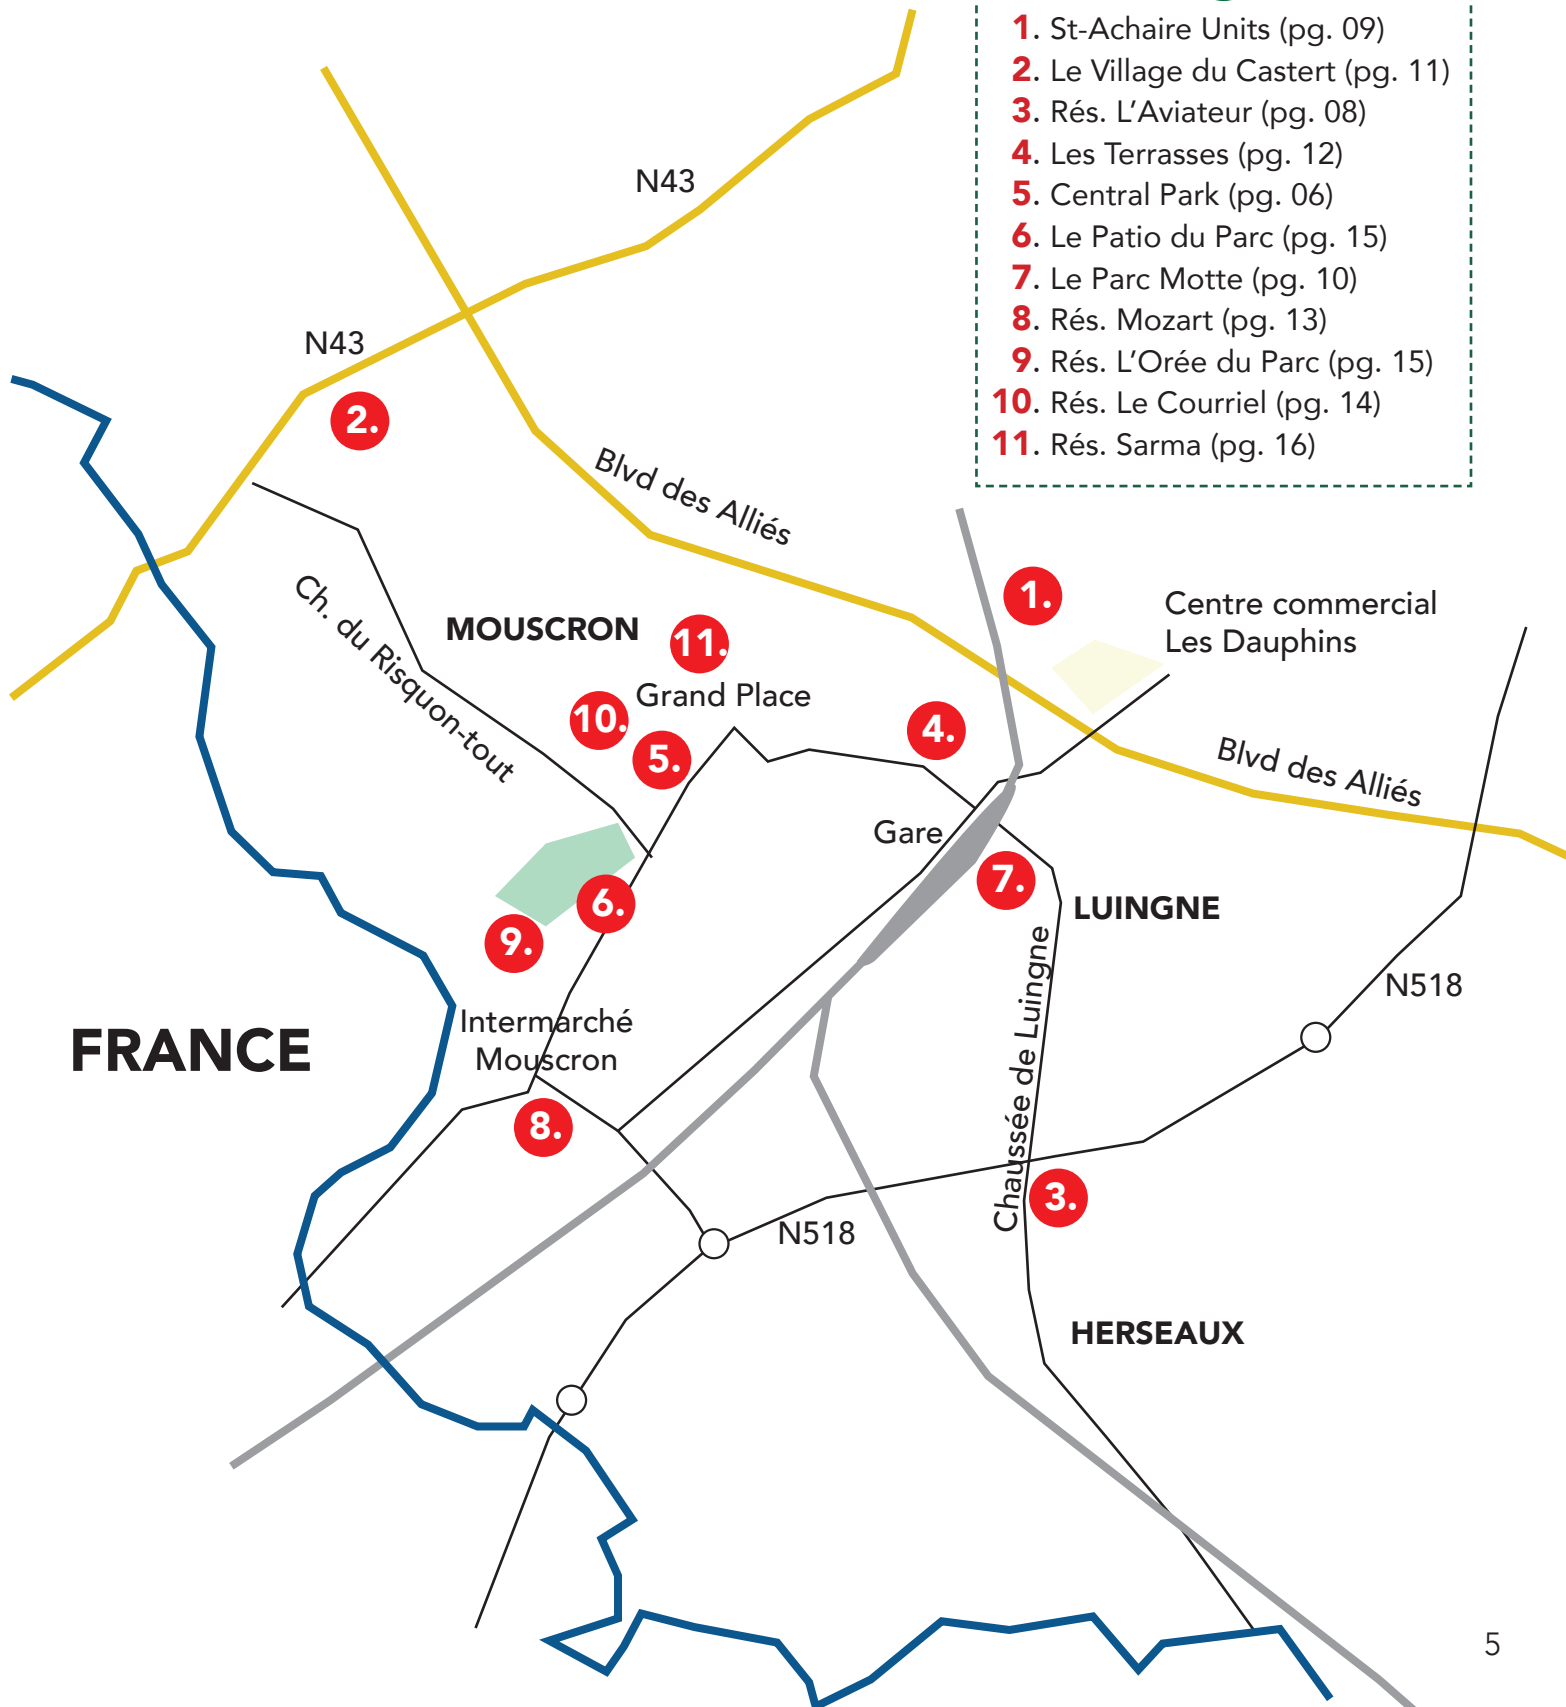 1. St-Achaire Units (pg. 09)
2. Le Village du Castert (pg. 11)
3. Rés. L'Aviateur (pg. 08)
4. Les Terrasses (pg. 12)
5. Central Park (pg. 06)
6. Le Patio du Parc (pg. 15)
7. Le Parc Motte (pg. 10)
8. Rés. Mozart (pg. 13)
9. Rés. L'Orée du Parc (pg. 15)
10. Rés. Le Courriel (pg. 14)
11. Rés. Sarma (pg. 16)
N43
N43
2.
Blvd des Alliés
1.
Centre commercial
Les Dauphins
Ch. du Risquon-tout
MOUSCRON
11.
Grand Place
10.
5.
4.
Blvd des Alliés
Gare
7.
6.
LUINGNE
9.
N518
Chaussée de Luingne
Intermarché
Mouscron
FRANCE
8.
3.
N518
HERSEAUX
5